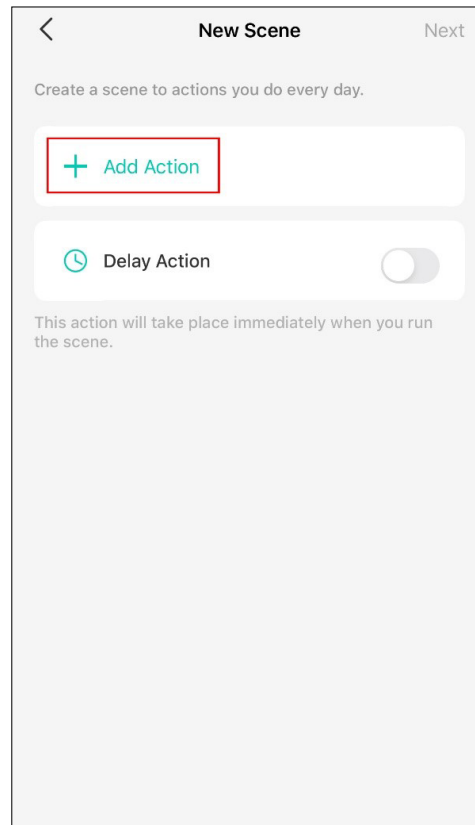 New Scene
Next
Create a scene to actions you do every day.
Add Action
Delay Action
This action will take place immediately when you run
the scene.